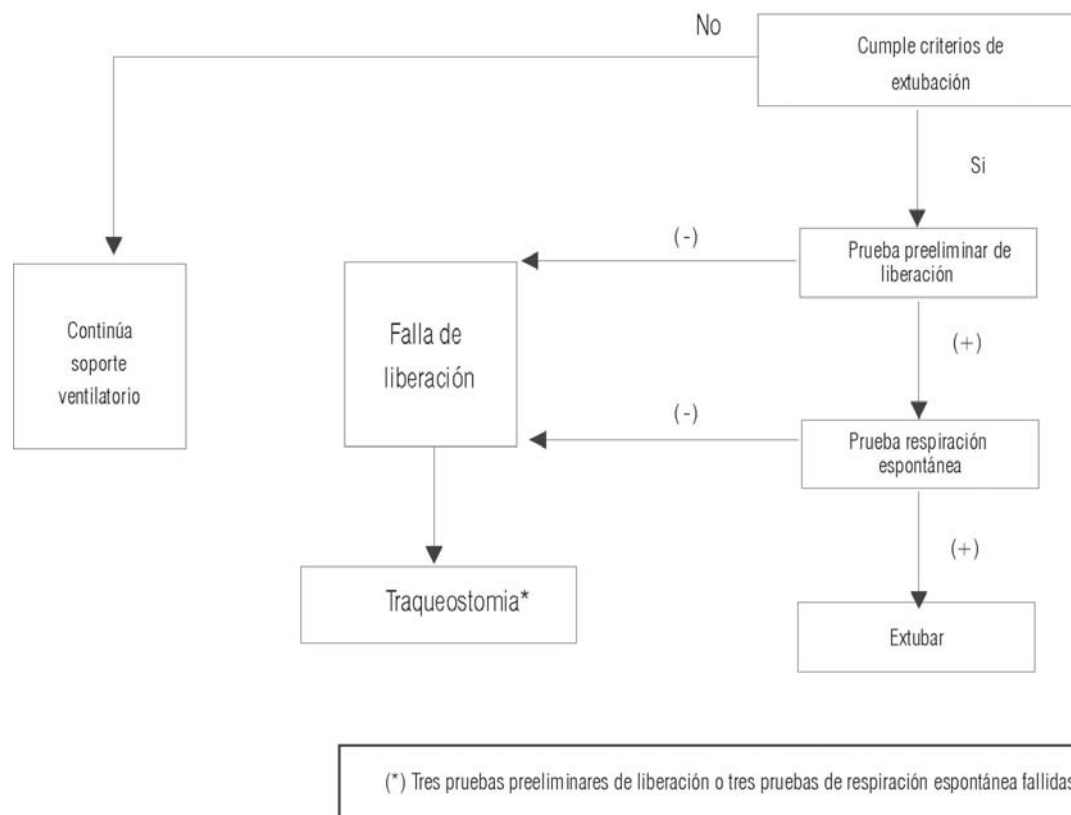 No
Cumple criterios de
extubación
Si
(-)
Prueba preeliminar de
liberación
Continúa
soporte
ventilatorio
Falla de
liberación
(+)
(-)
Prueba respiración
espontánea
(+)
Traqueostomia*
Extubar
(*) Tres pruebas preeliminares de liberación o tres pruebas de respiración espontánea fallidas